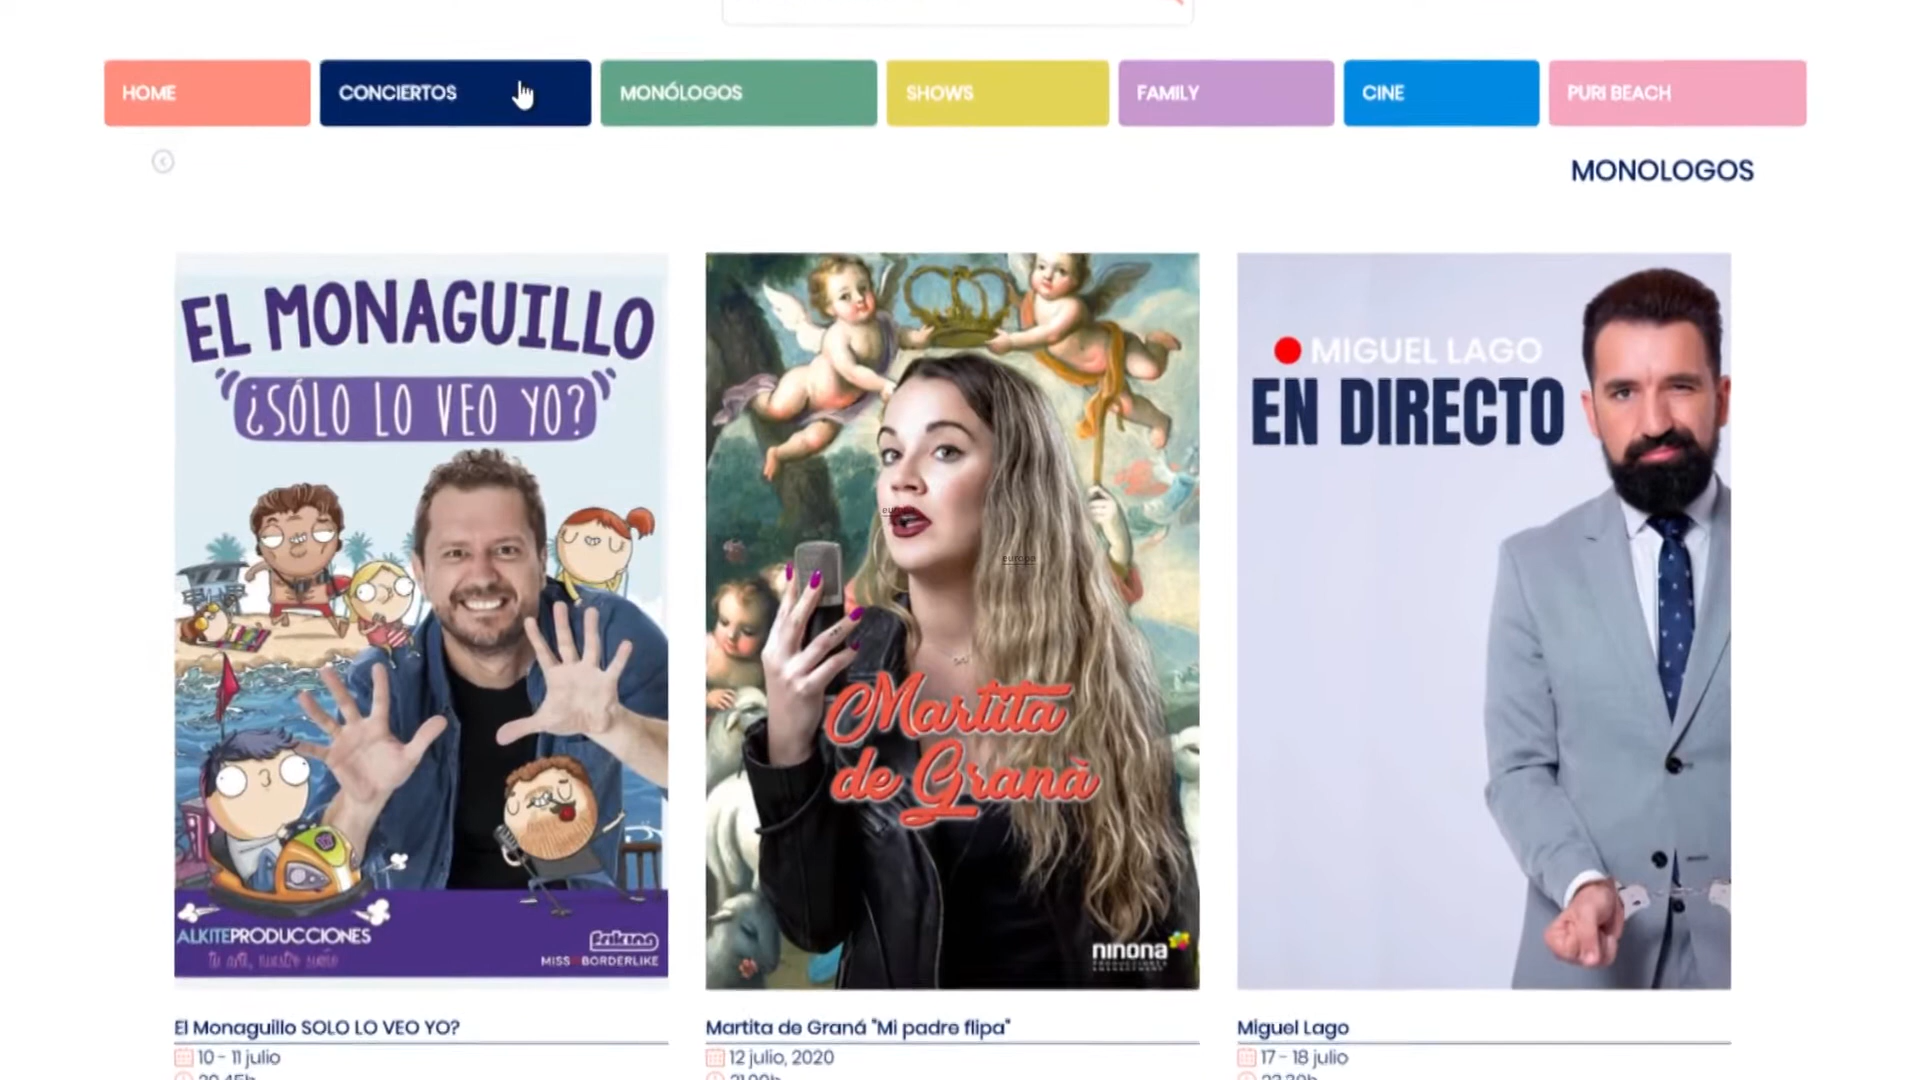 HOME
CONCIERTOS
MONÓLOGOS
SHOWS
FAMILY
CINE
PURI BEACH
MONOLOGOS
EL MONAGUILLO
"¿SÓLO LO VEO YO?"
ALKITEPRODUCCIONES
MISS BORDERLIKE
europa
Martita
de Graná
ninona
MIGUEL LAGO
EN DIRECTO
El Monaguillo SOLO LO VEO YO?
10 - 11 julio
Martita de Graná "Mi padre flipa"
12 julio, 2020
Miguel Lago
17 - 18 julio